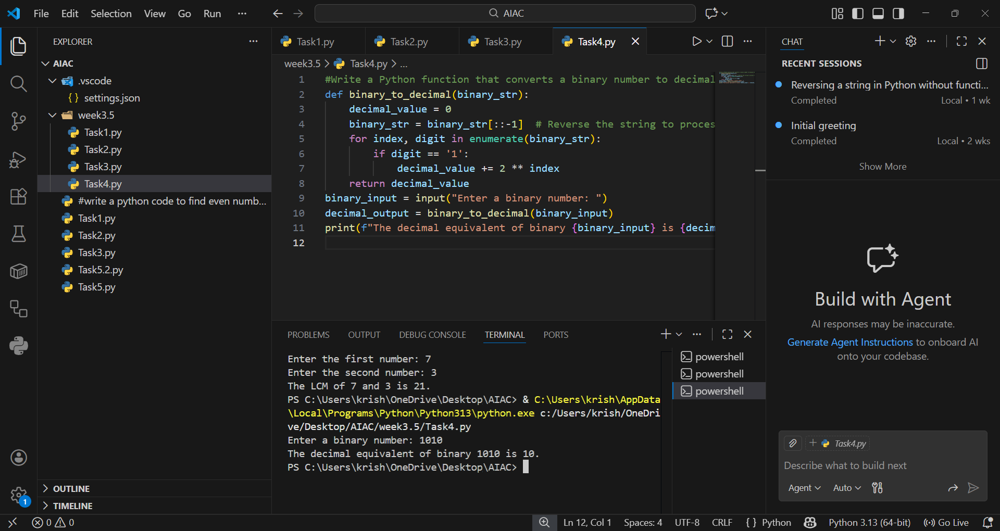 File Edit Selection View Go Run ··· AIAC
EXPLORER
AIAC
.vscode
{ } settings.json
week3.5
Task1.py
Task2.py
Task3.py
Task4.py
#write a python code to find even numb...
Task1.py
Task2.py
Task3.py
Task5.2.py
Task5.py
OUTLINE
TIMELINE
Task1.py Task2.py Task3.py Task4.py
week3.5 > Task4.py > ...
1 #Write a Python function that converts a binary number to decimal
2 def binary_to_decimal(binary_str):
3 decimal_value = 0
4 binary_str = binary_str[::-1] # Reverse the string to proces
5 for index, digit in enumerate(binary_str):
6 if digit == '1':
7 decimal_value += 2 ** index
8 return decimal_value
9 binary_input = input("Enter a binary number: ")
10 decimal_output = binary_to_decimal(binary_input)
11 print(f"The decimal equivalent of binary {binary_input} is {decim
12
PROBLEMS OUTPUT DEBUG CONSOLE TERMINAL PORTS
Enter the first number: 7
Enter the second number: 3
The LCM of 7 and 3 is 21.
PS C:\Users\krish\OneDrive\Desktop\AIAC> & C:\Users\krish\AppData
\Local\Programs\Python\Python313\python.exe c:/Users/krish/OneDri
ve/Desktop/AIAC/week3.5/Task4.py
Enter a binary number: 1010
The decimal equivalent of binary 1010 is 10.
PS C:\Users\krish\OneDrive\Desktop\AIAC>
powershell
powershell
powershell
CHAT
RECENT SESSIONS
Reversing a string in Python without functi...
Completed Local • 1 wk
Initial greeting
Completed Local • 2 wks
Show More
Build with Agent
AI responses may be inaccurate.
Generate Agent Instructions to onboard AI
onto your codebase.
Task4.py
Describe what to build next
Agent Auto
1
0 0 Ln 12, Col 1 Spaces: 4 UTF-8 CRLF { } Python Python 3.13 (64-bit) Go Live